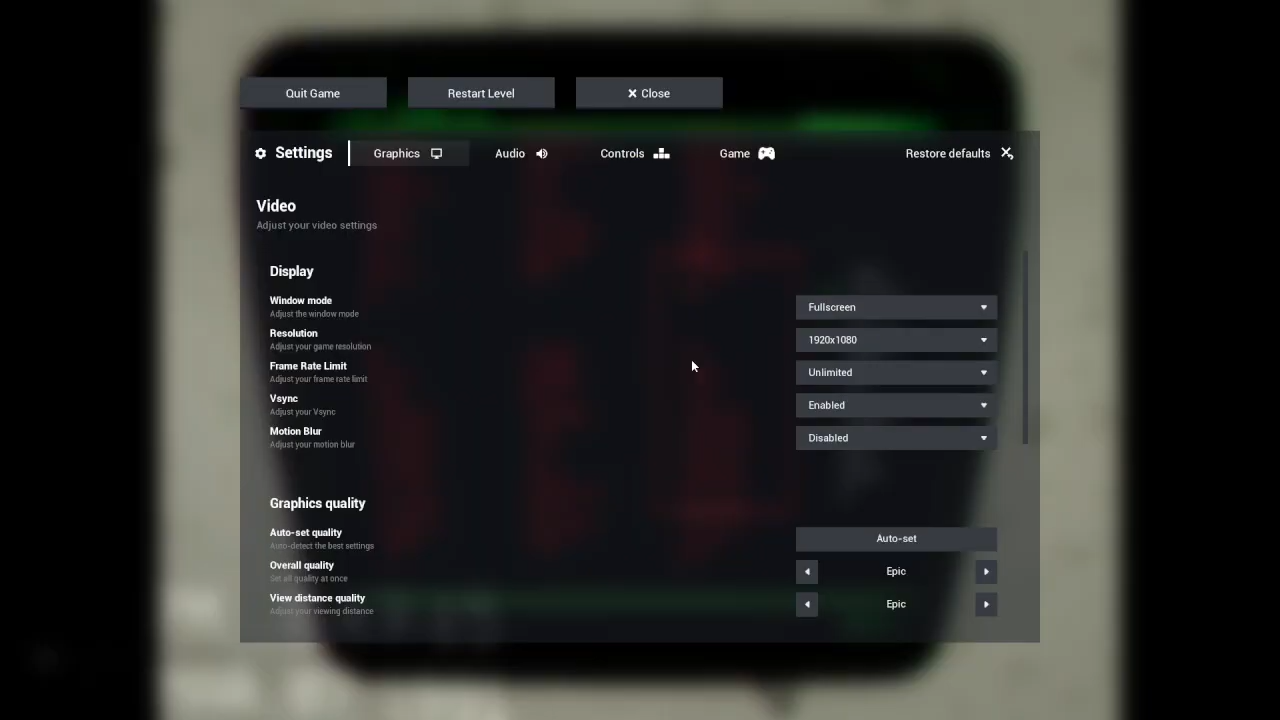 Quit Game
Restart Level
Close
Settings
Graphics
Audio
Controls
Game
Restore defaults
Video
Adjust your video settings
Display
Window mode
Adjust the window mode
Fullscreen
Resolution
Adjust your game resolution
1920x1080
Frame Rate Limit
Adjust your frame rate limit
Unlimited
Vsync
Adjust your Vsync
Enabled
Motion Blur
Adjust your motion blur
Disabled
Graphics quality
Auto-set quality
Auto-detect the best settings
Auto-set
Overall quality
Set all quality at once
Epic
View distance quality
Adjust your viewing distance
Epic